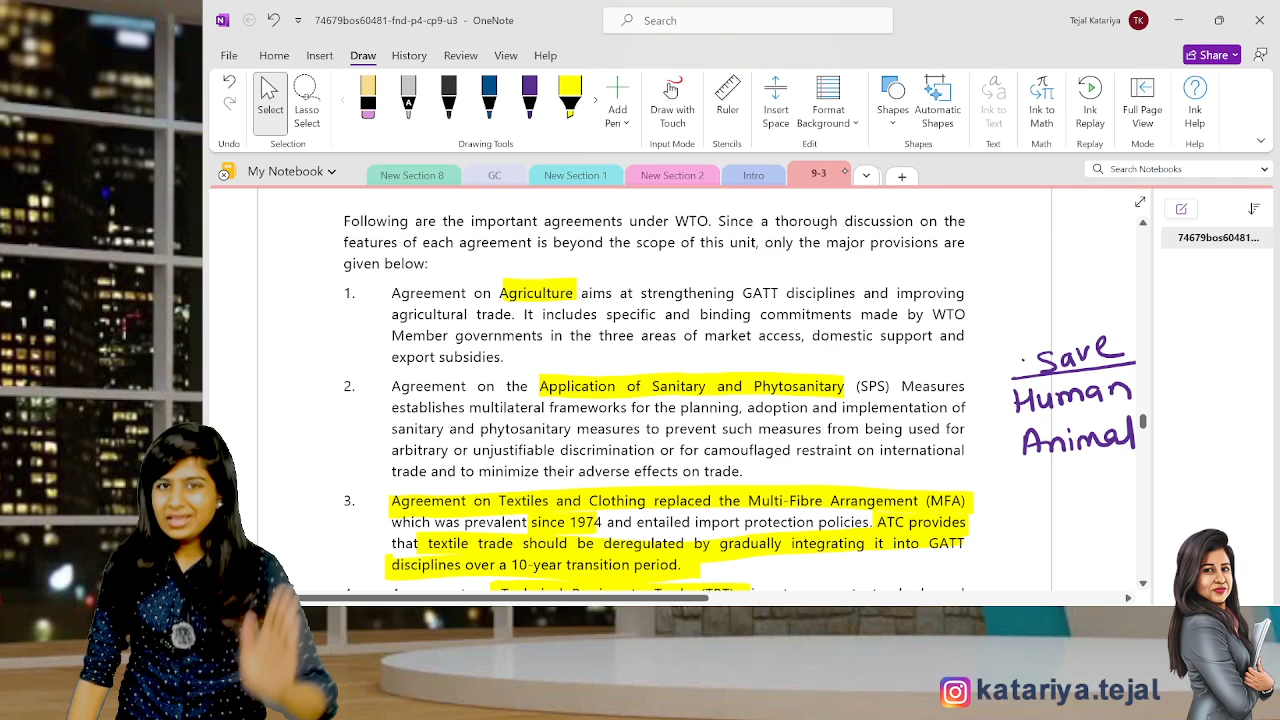 74679bos60481-fnd-p4-cp9-u3 - OneNote
Search
Tejal Katariya
TK
File Home Insert Draw History Review View Help
Share
Undo
Select
Lasso Select
Selection
Drawing Tools
Add Pen
Draw with Touch
Input Mode
Ruler
Stencils
Insert Space
Format Background
Edit
Shapes
Automatic Shapes
Shapes
Ink to Text
Text
Ink to Math
Math
Ink Replay
Replay
Full Page View
Mode
Ink Help
Help
My Notebook
New Section 8 GC New Section 1 New Section 2 Intro 9-3
Search Notebooks
74679bos60481...
Following are the important agreements under WTO. Since a thorough discussion on the
features of each agreement is beyond the scope of this unit, only the major provisions are
given below:
1. Agreement on Agriculture aims at strengthening GATT disciplines and improving
agricultural trade. It includes specific and binding commitments made by WTO
Member governments in the three areas of market access, domestic support and
export subsidies.
2. Agreement on the Application of Sanitary and Phytosanitary (SPS) Measures
establishes multilateral frameworks for the planning, adoption and implementation of
sanitary and phytosanitary measures to prevent such measures from being used for
arbitrary or unjustifiable discrimination or for camouflaged restraint on international
trade and to minimize their adverse effects on trade.
3. Agreement on Textiles and Clothing replaced the Multi-Fibre Arrangement (MFA)
which was prevalent since 1974 and entailed import protection policies. ATC provides
that textile trade should be deregulated by gradually integrating it into GATT
disciplines over a 10-year transition period.
Save
Human
Animal
katariya.tejal